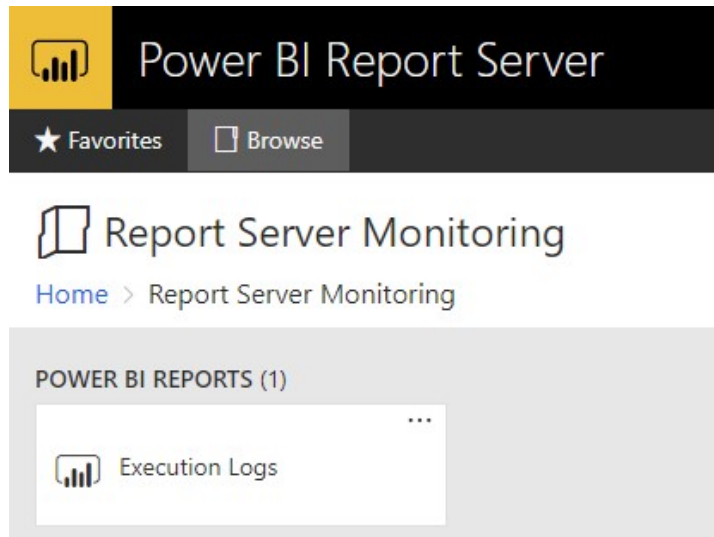 Power BI Report Server
Favorites Browse
Report Server Monitoring
Home > Report Server Monitoring
POWER BI REPORTS (1)
...
Execution Logs